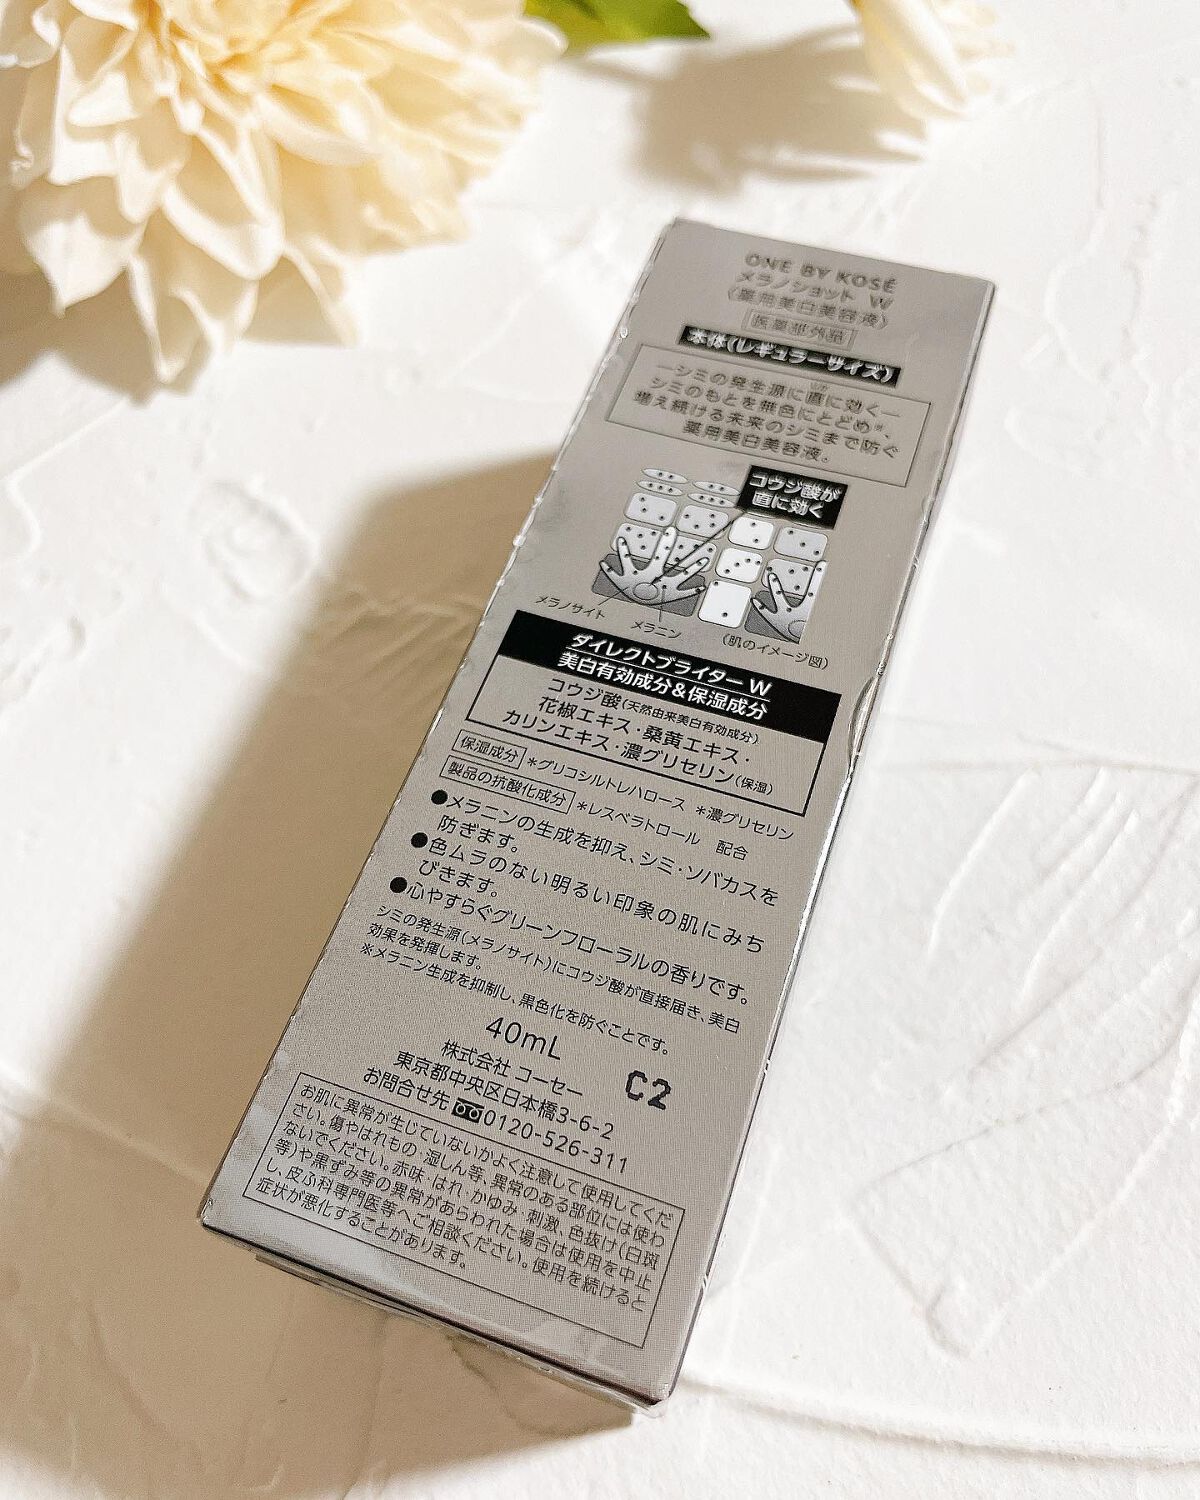 ONE BY KOSÉ
メラノショット W
(薬用美白美容液)
医薬部外品
本体(レギュラーサイズ)
―シミの発生源に直に効く―
シミのもとを無色にとどめ※、
増え続ける未来のシミまで防ぐ
薬用美白美容液。
コウジ酸が
直に効く
メラノサイト
メラニン
(肌のイメージ図)
ダイレクトブライター W
美白有効成分&保湿成分
コウジ酸(天然由来美白有効成分)
花椒エキス・桑黄エキス・
カリンエキス・濃グリセリン(保湿)
保湿成分 *グリコシルトレハロース *濃グリセリン
製品の抗酸化成分 *レスベラトロール 配合
●メラニンの生成を抑え、シミ・ソバカスを
防ぎます。
●色ムラのない明るい印象の肌にみち
びきます。
●心やすらぐグリーンフローラルの香りです。
シミの発生源(メラノサイト)にコウジ酸が直接届き、美白
効果を発揮します。
※メラニン生成を抑制し、黒色化を防ぐことです。
40mL
株式会社 コーセー
C2
東京都中央区日本橋3-6-2
お問合せ先 0120-526-311
お肌に異常が生じていないかよく注意して使用してくだ
さい。傷やはれもの・湿しん等、異常のある部位には使わ
ないでください。赤味・はれ・かゆみ・刺激、色抜け(白斑
等)や黒ずみ等の異常があらわれた場合は使用を中止
し、皮ふ科専門医等へご相談ください。使用を続けると
症状が悪化することがあります。